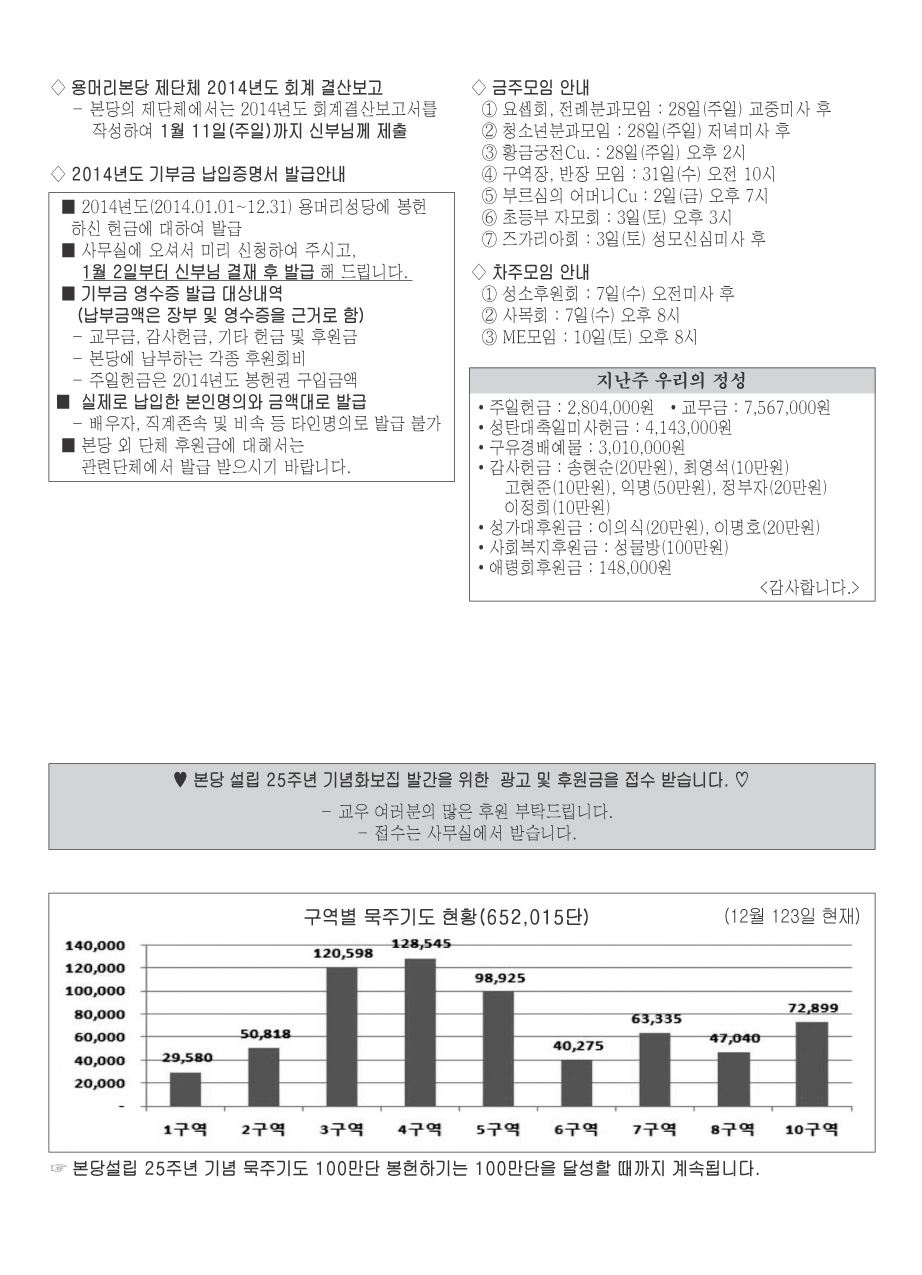 ◇ 용머리본당 제단체 2014년도 회계 결산보고
- 본당의 제단체에서는 2014년도 회계결산보고서를
작성하여 1월 11일(주일)까지 신부님께 제출
◇ 2014년도 기부금 납입증명서 발급안내
■ 2014년도(2014.01.01~12.31) 용머리성당에 봉헌
하신 헌금에 대하여 발급
■ 사무실에 오셔서 미리 신청하여 주시고,
1월 2일부터 신부님 결재 후 발급 해 드립니다.
■ 기부금 영수증 발급 대상내역
(납부금액은 장부 및 영수증을 근거로 함)
- 교무금, 감사헌금, 기타 헌금 및 후원금
- 본당에 납부하는 각종 후원회비
- 주일헌금은 2014년도 봉헌권 구입금액
■ 실제로 납입한 본인명의와 금액대로 발급
- 배우자, 직계존속 및 비속 등 타인명의로 발급 불가
■ 본당 외 단체 후원금에 대해서는
관련단체에서 발급 받으시기 바랍니다.
◇ 금주모임 안내
① 요셉회, 전례분과모임 : 28일(주일) 교중미사 후
② 청소년분과모임 : 28일(주일) 저녁미사 후
③ 황금궁전Cu. : 28일(주일) 오후 2시
④ 구역장, 반장 모임 : 31일(수) 오전 10시
⑤ 부르심의 어머니Cu : 2일(금) 오후 7시
⑥ 초등부 자모회 : 3일(토) 오후 3시
⑦ 즈가리아회 : 3일(토) 성모신심미사 후
◇ 차주모임 안내
① 성소후원회 : 7일(수) 오전미사 후
② 사목회 : 7일(수) 오후 8시
③ ME모임 : 10일(토) 오후 8시
지난주 우리의 정성
• 주일헌금 : 2,804,000원 • 교무금 : 7,567,000원
• 성탄대축일미사헌금 : 4,143,000원
• 구유경배예물 : 3,010,000원
• 감사헌금 : 송현순(20만원), 최영석(10만원)
고현준(10만원), 익명(50만원), 정부자(20만원)
이정희(10만원)
• 성가대후원금 : 이의식(20만원), 이명호(20만원)
• 사회복지후원금 : 성물방(100만원)
• 애령회후원금 : 148,000원
<감사합니다.>
♥ 본당 설립 25주년 기념화보집 발간을 위한 광고 및 후원금을 접수 받습니다. ♡
- 교우 여러분의 많은 후원 부탁드립니다.
- 접수는 사무실에서 받습니다.
구역별 묵주기도 현황(652,015단) (12월 123일 현재)
140,000
120,000
100,000
80,000
60,000
40,000
20,000
-
29,580
50,818
120,598
128,545
98,925
40,275
63,335
47,040
72,899
1구역 2구역 3구역 4구역 5구역 6구역 7구역 8구역 10구역
☞ 본당설립 25주년 기념 묵주기도 100만단 봉헌하기는 100만단을 달성할 때까지 계속됩니다.